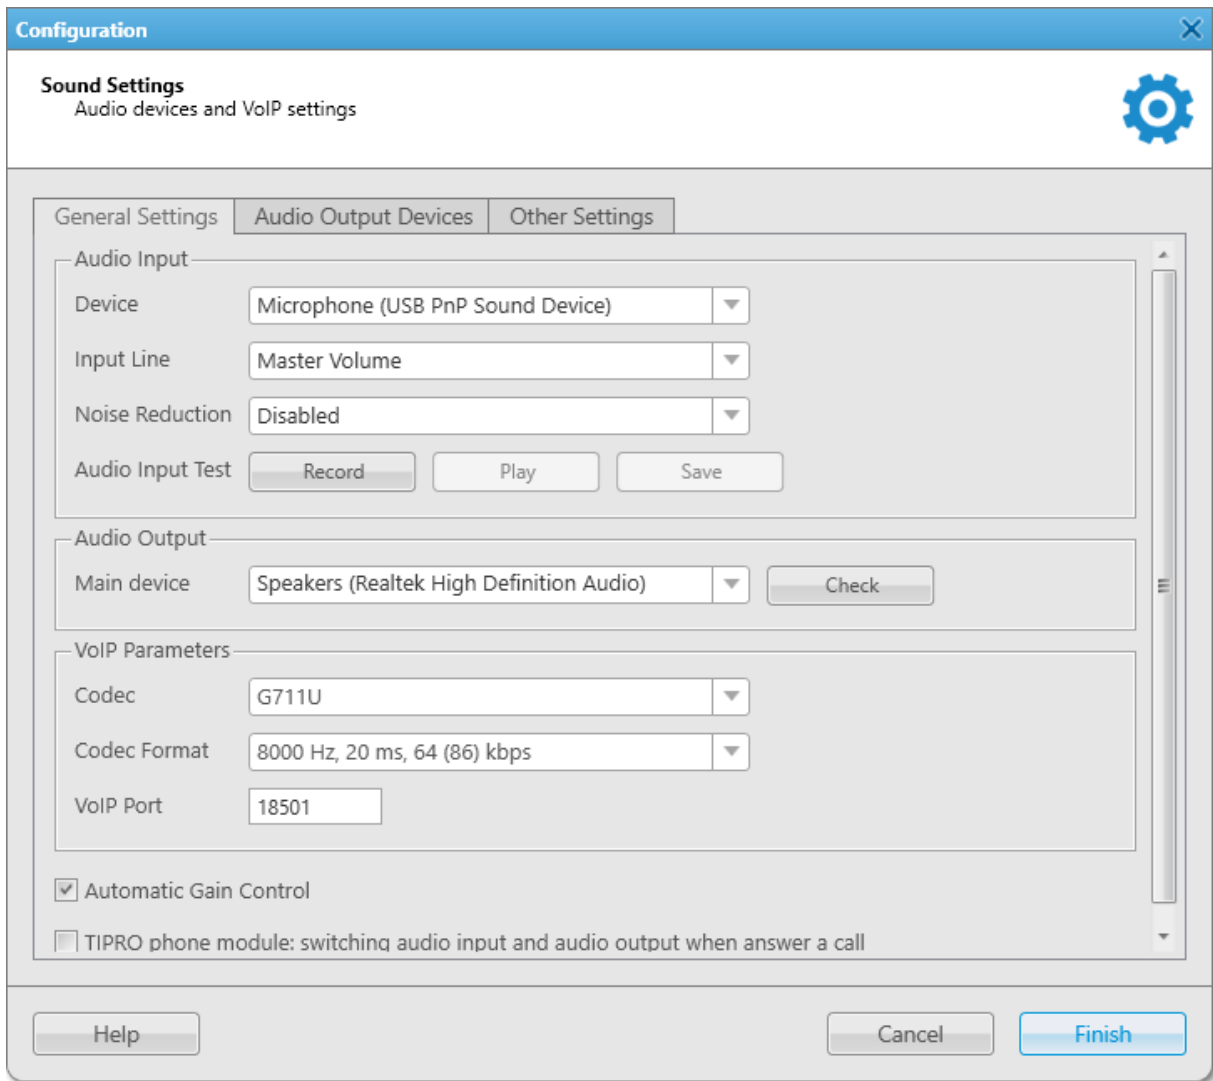 Configuration
Sound Settings
Audio devices and VoIP settings
General Settings Audio Output Devices Other Settings
Audio Input
Device Microphone (USB PnP Sound Device)
Input Line Master Volume
Noise Reduction Disabled
Audio Input Test Record Play Save
Audio Output
Main device Speakers (Realtek High Definition Audio) Check
VoIP Parameters
Codec G711U
Codec Format 8000 Hz, 20 ms, 64 (86) kbps
VoIP Port 18501
Automatic Gain Control
TIPRO phone module: switching audio input and audio output when answer a call
Help Cancel Finish